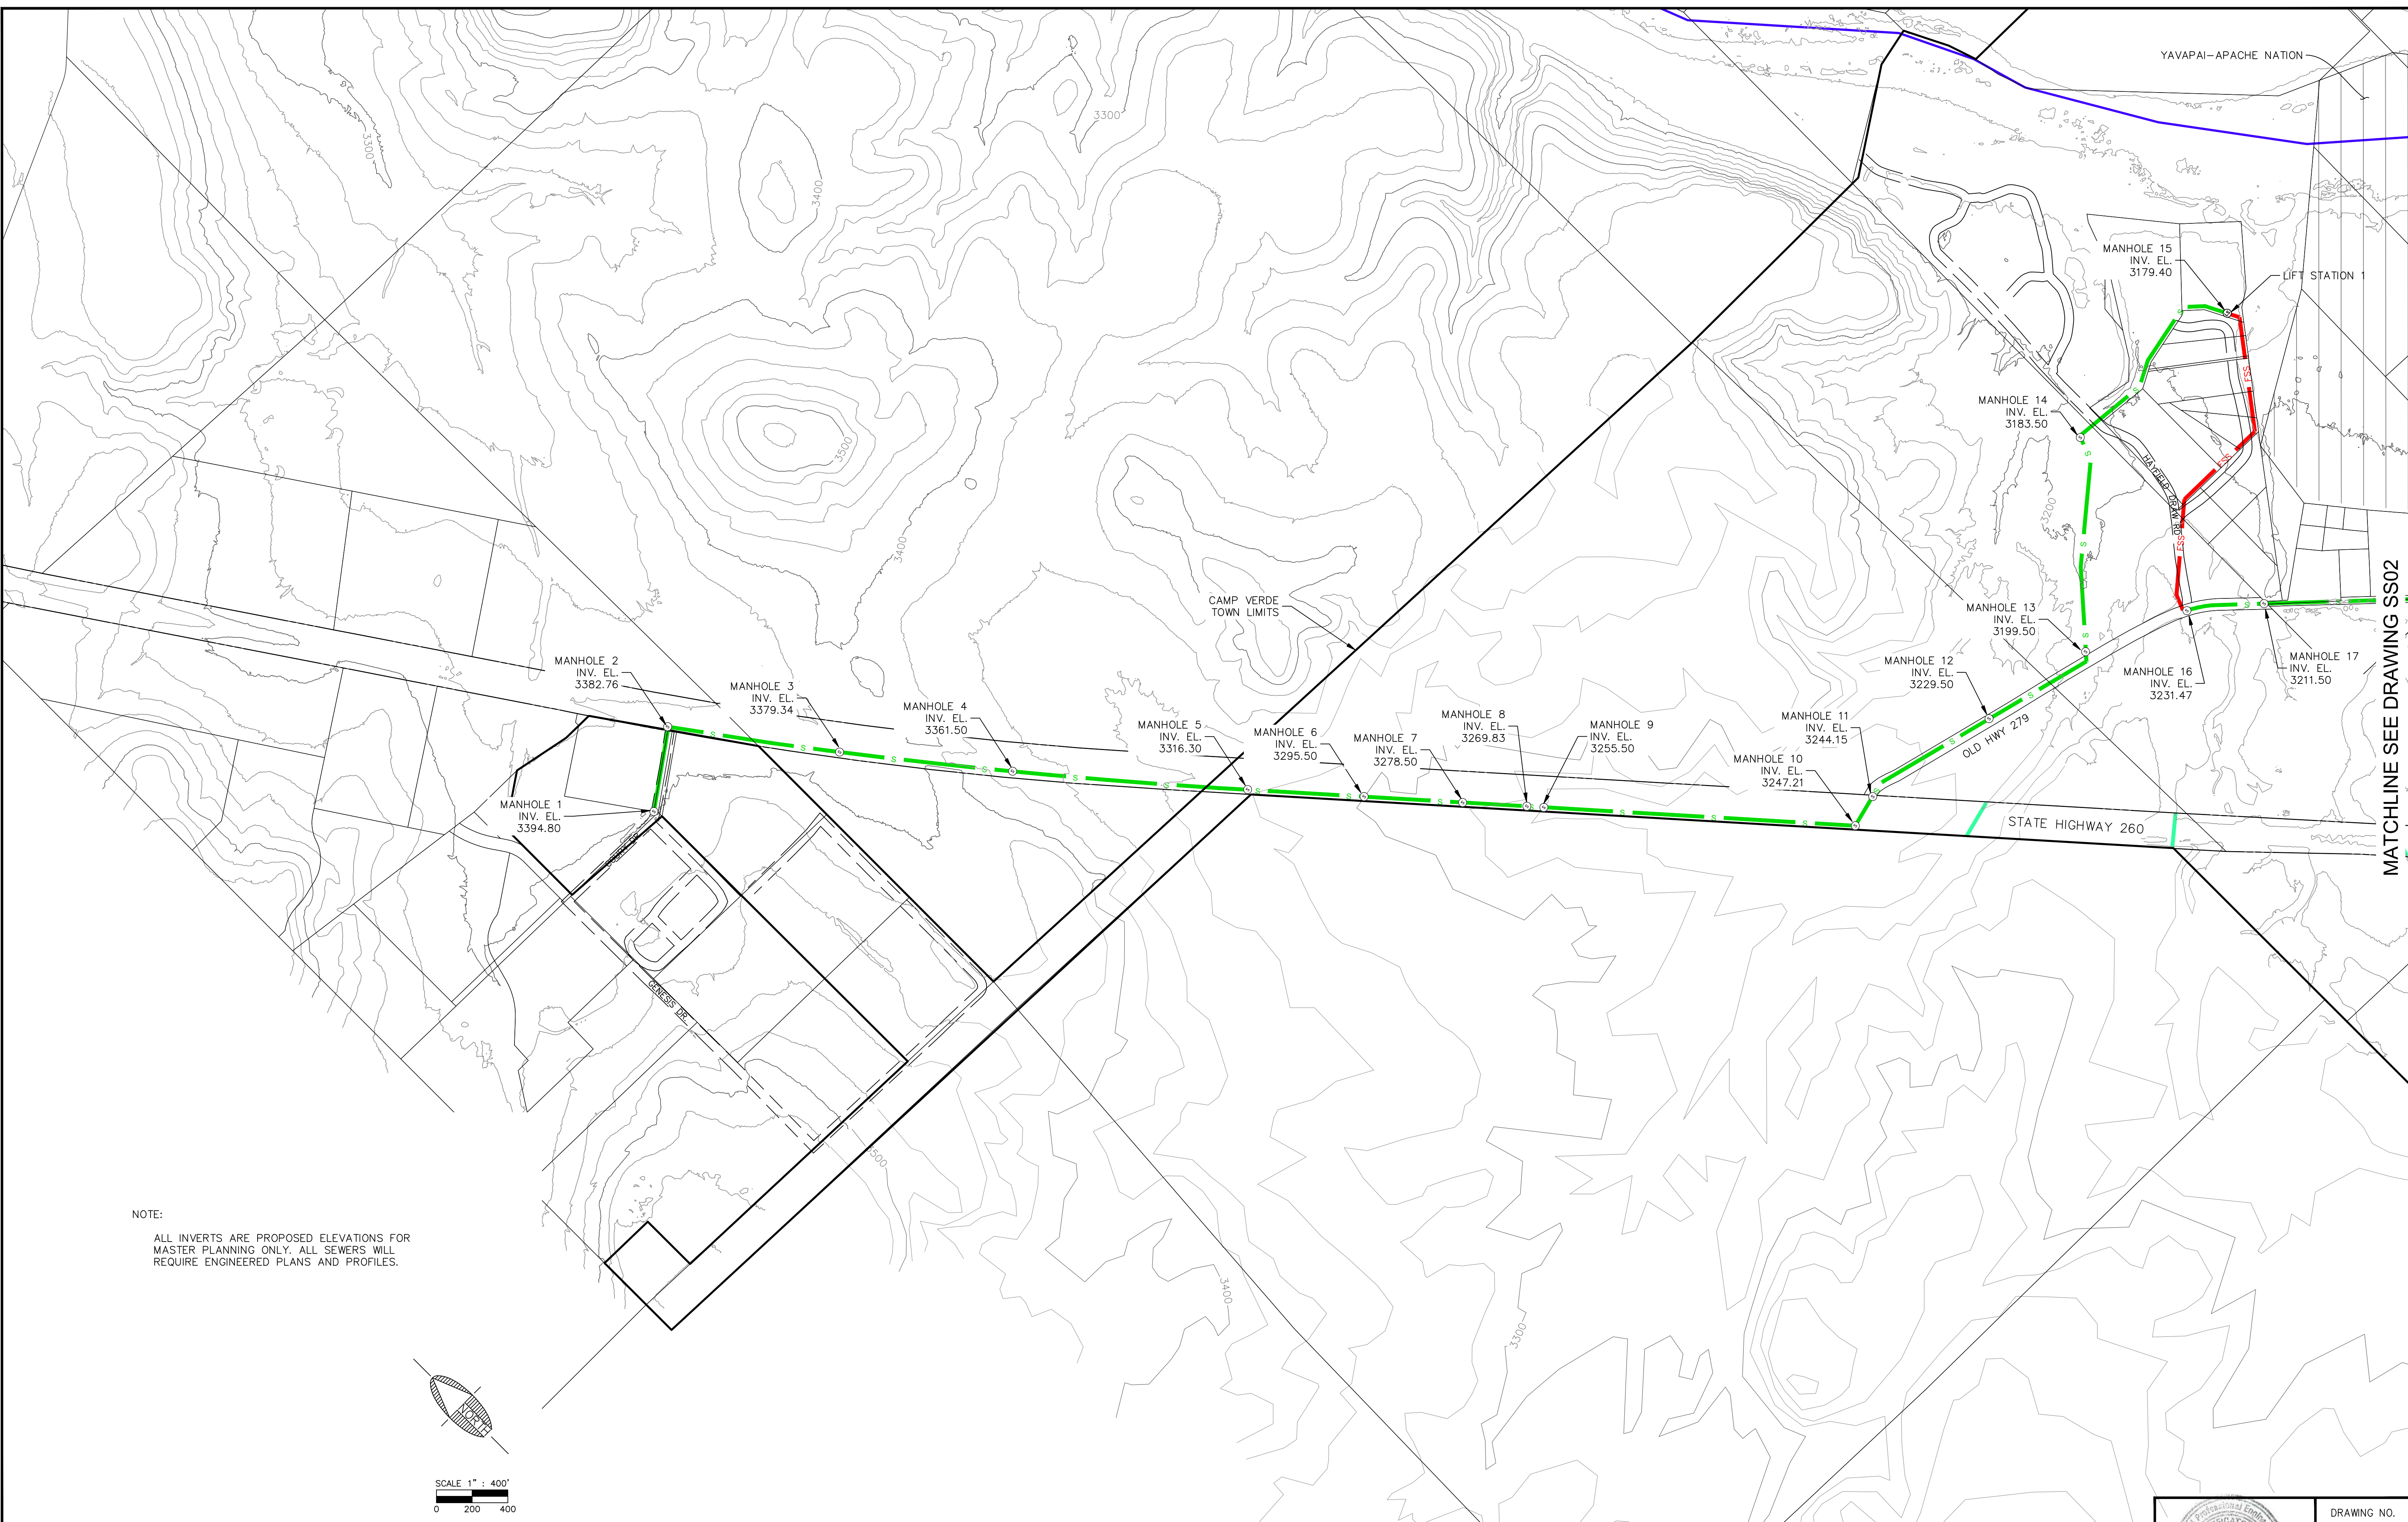 YAVAPAI-APACHE NATION
3300
3300
3400
MANHOLE 15
INV. EL.
3179.40
LIFT STATION 1
FSS
S
S
MANHOLE 14
INV. EL.
3183.50
3500
S
HAYFIELD DRAW RD
FSS
3200
3400
S
FSS
CAMP VERDE
TOWN LIMITS
MANHOLE 13
INV. EL.
3199.50
S
S
MATCHLINE SEE DRAWING SS02
MANHOLE 2
INV. EL.
3382.76
MANHOLE 3
INV. EL.
3379.34
MANHOLE 4
INV. EL.
3361.50
MANHOLE 5
INV. EL.
3316.30
MANHOLE 6
INV. EL.
3295.50
MANHOLE 7
INV. EL.
3278.50
MANHOLE 8
INV. EL.
3269.83
MANHOLE 9
INV. EL.
3255.50
MANHOLE 10
INV. EL.
3247.21
MANHOLE 11
INV. EL.
3244.15
MANHOLE 12
INV. EL.
3229.50
MANHOLE 16
INV. EL.
3231.47
MANHOLE 17
INV. EL.
3211.50
OLD HWY 279
STATE HIGHWAY 260
MANHOLE 1
INV. EL.
3394.80
GENESIS DR.
3500
3400
3300
NOTE:
ALL INVERTS ARE PROPOSED ELEVATIONS FOR
MASTER PLANNING ONLY. ALL SEWERS WILL
REQUIRE ENGINEERED PLANS AND PROFILES.
NORTH
SCALE 1" : 400'
0 200 400
Professional
DRAWING NO.